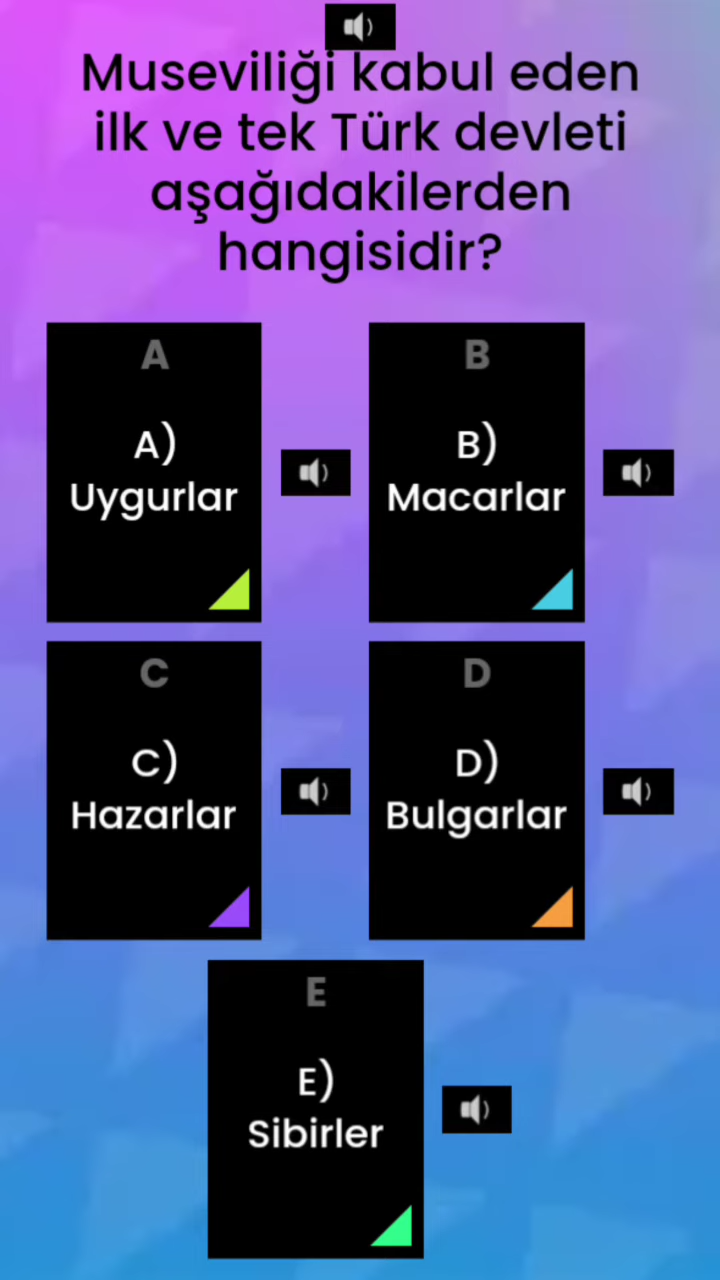 Museviliği kabul eden
ilk ve tek Türk devleti
aşağıdakilerden
hangisidir?
A
A)
Uygurlar
B
B)
Macarlar
C
C)
Hazarlar
D
D)
Bulgarlar
E
E)
Sibirler